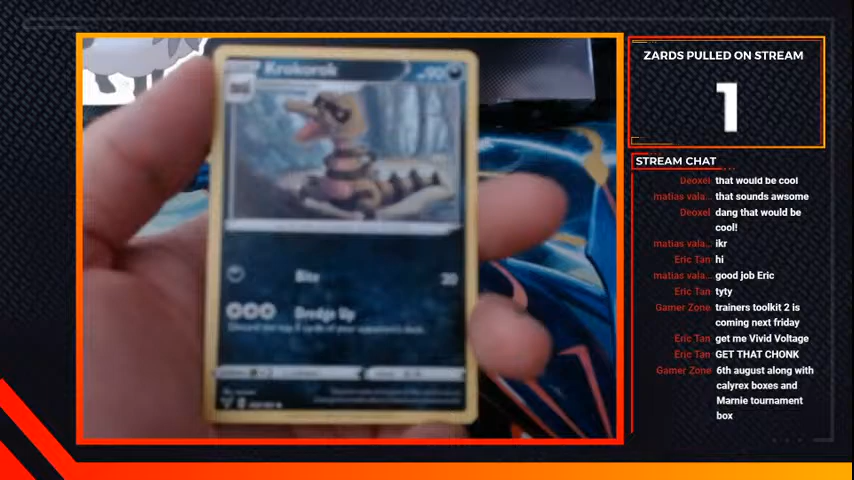 Krokorok
90
Bite
20
Dredge Up
ZARDS PULLED ON STREAM
1
STREAM CHAT
Deoxel that would be cool
matias vala... that sounds awsome
Deoxel dang that would be
cool!
matias vala... ikr
Eric Tan hi
matias vala... good job Eric
Eric Tan tyty
Gamer Zone trainers toolkit 2 is
coming next friday
Eric Tan get me Vivid Voltage
Eric Tan GET THAT CHONK
Gamer Zone 6th august along with
calyrex boxes and
Marnie tournament
box